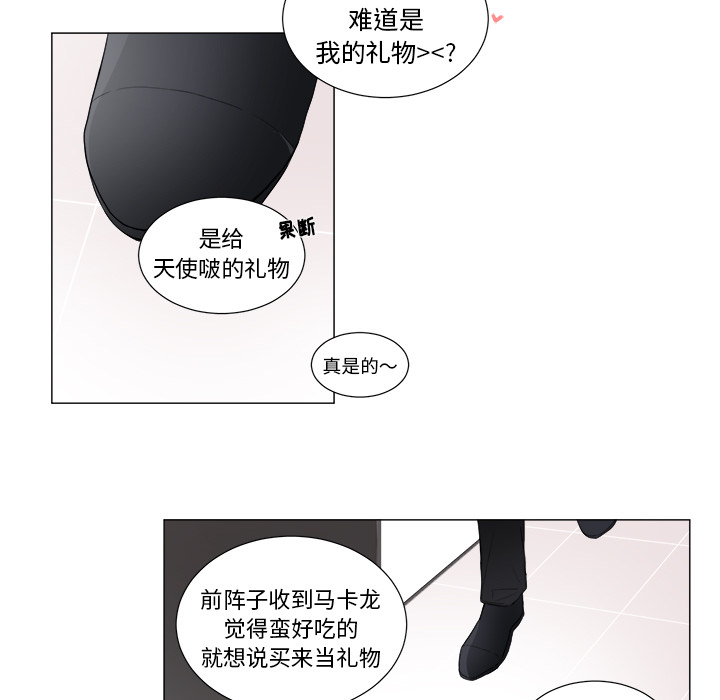 难道是
我的礼物><?
果断
是给
天使啵的礼物
真是的～
前阵子收到马卡龙
觉得蛮好吃的
就想说买来当礼物